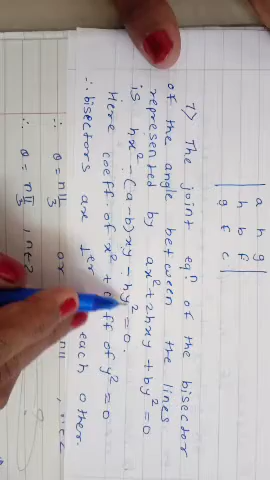 a h g
h b f
g f c
7) The joint eqⁿ of the bisector
of the angle between the lines
represented by ax²+2hxy+by²=0
is hx²-(a-b)xy-hy²=0.
Here coeff. of x² + coeff of y²=0
∴ bisectors are ⊥er each other.
∴ θ = nπ/3 or
θ = nπ/3, n∈Z